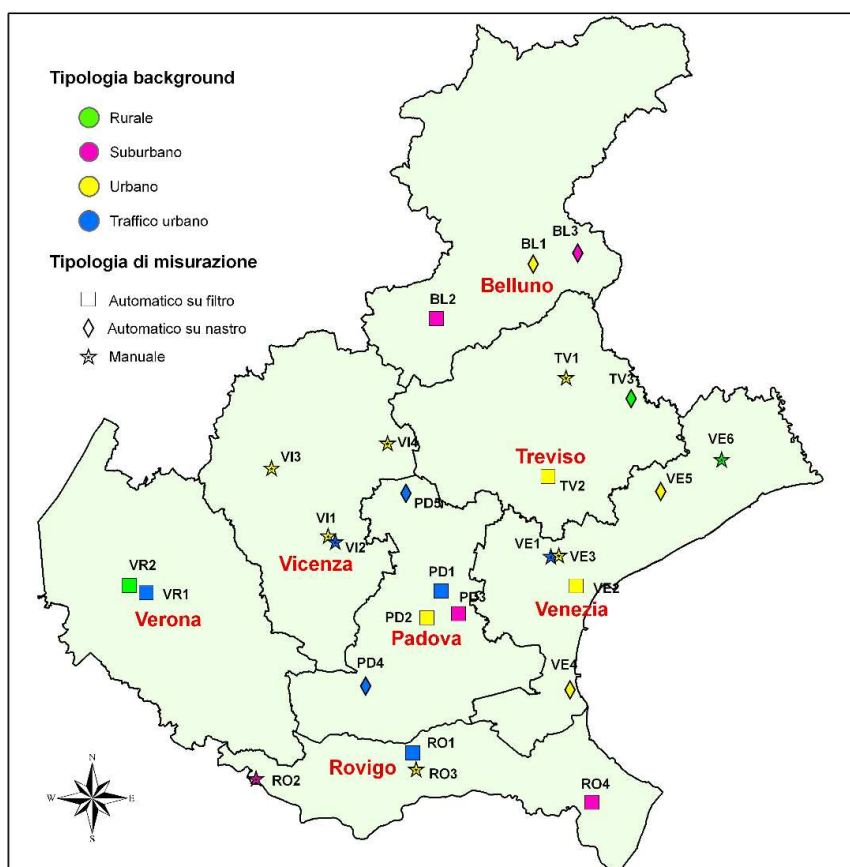 Tipologia background
Rurale
Suburbano
Urbano
Traffico urbano
Tipologia di misurazione
Automatico su filtro
Automatico su nastro
Manuale
BL3
BL1
Belluno
BL2
TV1
TV3
VI4
VE6
VI3
Treviso
TV2
VE5
PD5
VI1
VI2
VE1
VE3
Vicenza
VR2
VR1
PD1
PD3
VE2
Verona
PD2
Padova
Venezia
PD4
VE4
RO1
Rovigo
RO3
RO2
RO4
N
W
E
S